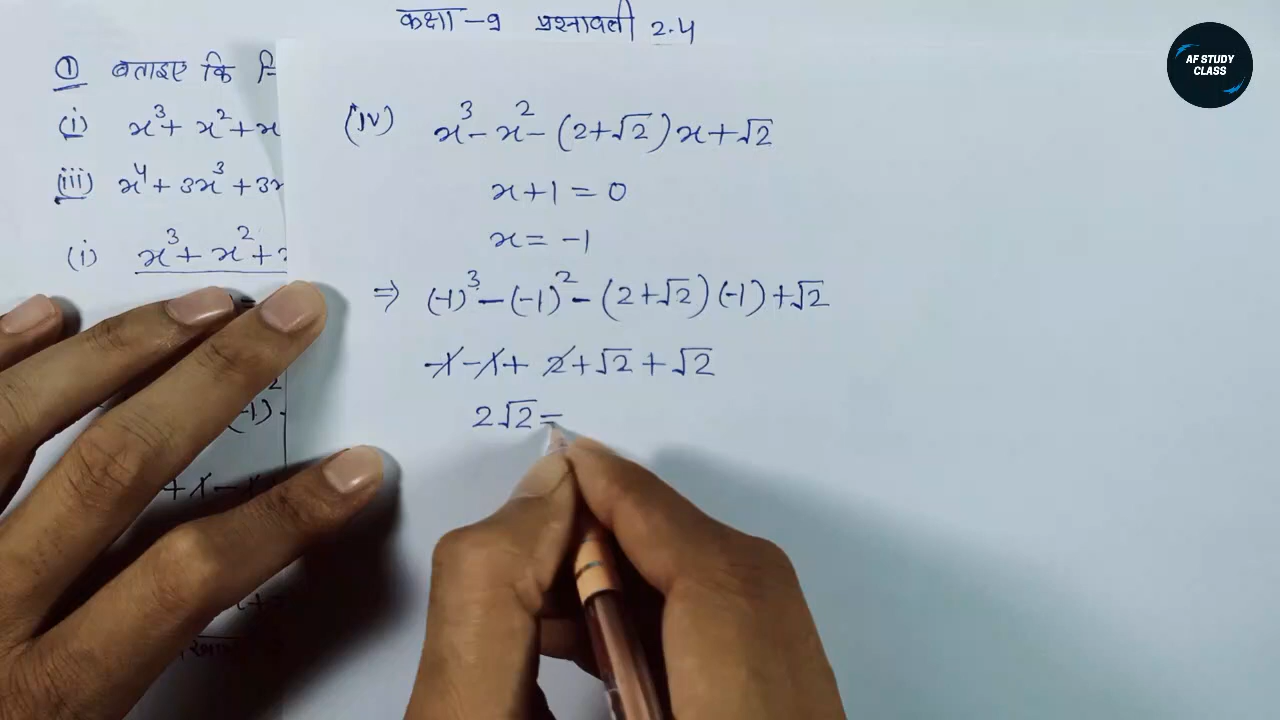 कक्षा - 9 प्रश्नावली 2.4
AF STUDY
CLASS
① बताइए कि
(i) x³ + x² + x
(iii) x⁴ + 3x³ + 3x
(i) x³ + x² +
(iv) x³ - x² - (2+√2)x + √2
x + 1 = 0
x = -1
⇒ (-1)³ - (-1)² - (2+√2)(-1) + √2
-1 - 1 + 2 + √2 + √2
2√2 =